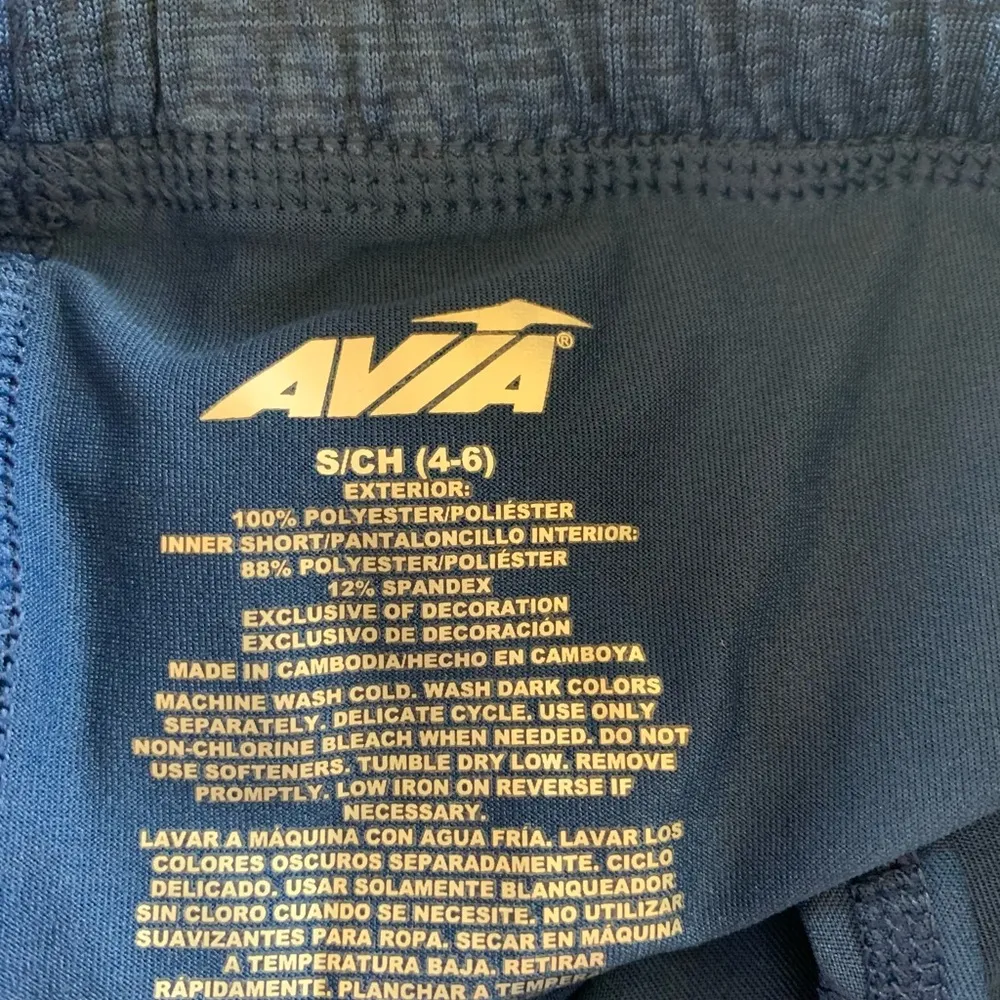 AVIA®
S/CH (4-6)
EXTERIOR:
100% POLYESTER/POLIÉSTER
INNER SHORT/PANTALONCILLO INTERIOR:
88% POLYESTER/POLIÉSTER
12% SPANDEX
EXCLUSIVE OF DECORATION
EXCLUSIVO DE DECORACIÓN
MADE IN CAMBODIA/HECHO EN CAMBOYA
MACHINE WASH COLD. WASH DARK COLORS
SEPARATELY. DELICATE CYCLE. USE ONLY
NON-CHLORINE BLEACH WHEN NEEDED. DO NOT
USE SOFTENERS. TUMBLE DRY LOW. REMOVE
PROMPTLY. LOW IRON ON REVERSE IF
NECESSARY.
LAVAR A MÁQUINA CON AGUA FRÍA. LAVAR LOS
COLORES OSCUROS SEPARADAMENTE. CICLO
DELICADO. USAR SOLAMENTE BLANQUEADOR
SIN CLORO CUANDO SE NECESITE. NO UTILIZAR
SUAVIZANTES PARA ROPA. SECAR EN MÁQUINA
A TEMPERATURA BAJA. RETIRAR
RÁPIDAMENTE. PLANCHAR A